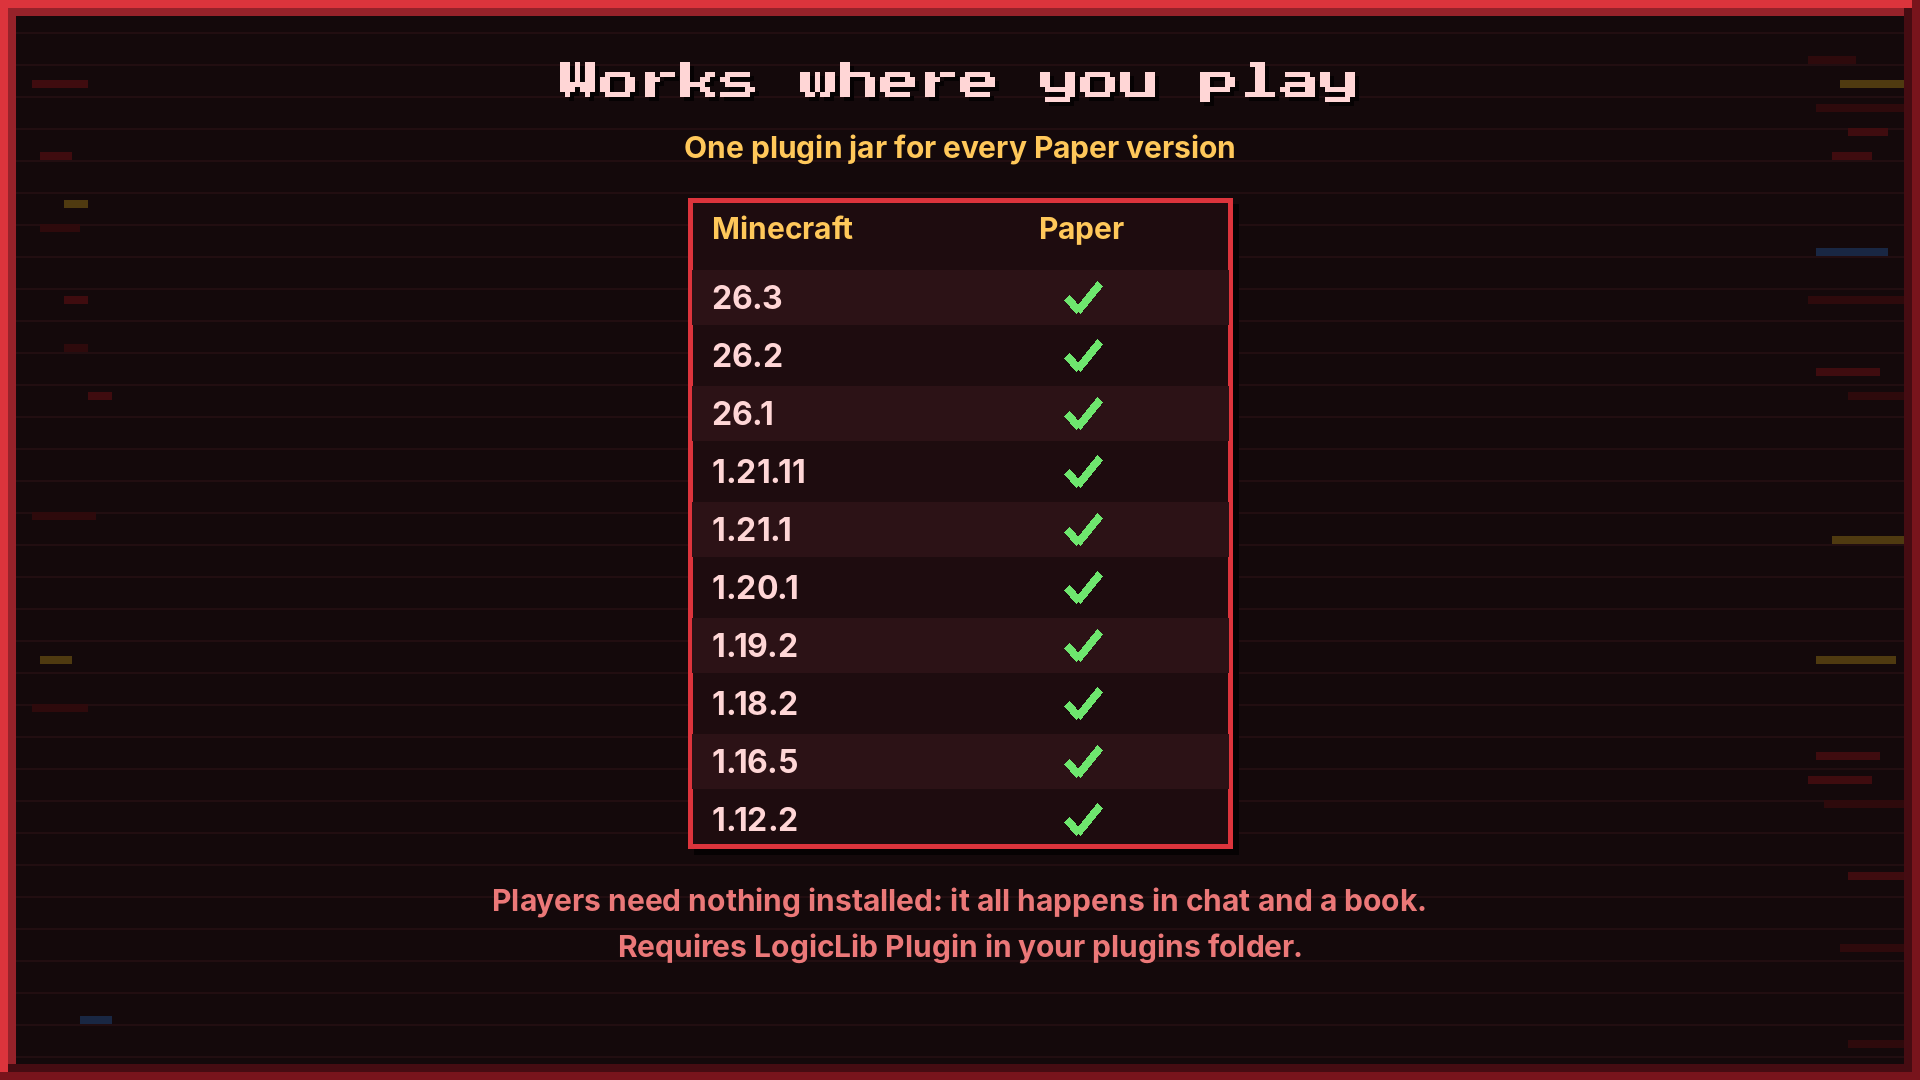 Works where you play
One plugin jar for every Paper version
Minecraft Paper
26.3
26.2
26.1
1.21.11
1.21.1
1.20.1
1.19.2
1.18.2
1.16.5
1.12.2
Players need nothing installed: it all happens in chat and a book.
Requires LogicLib Plugin in your plugins folder.